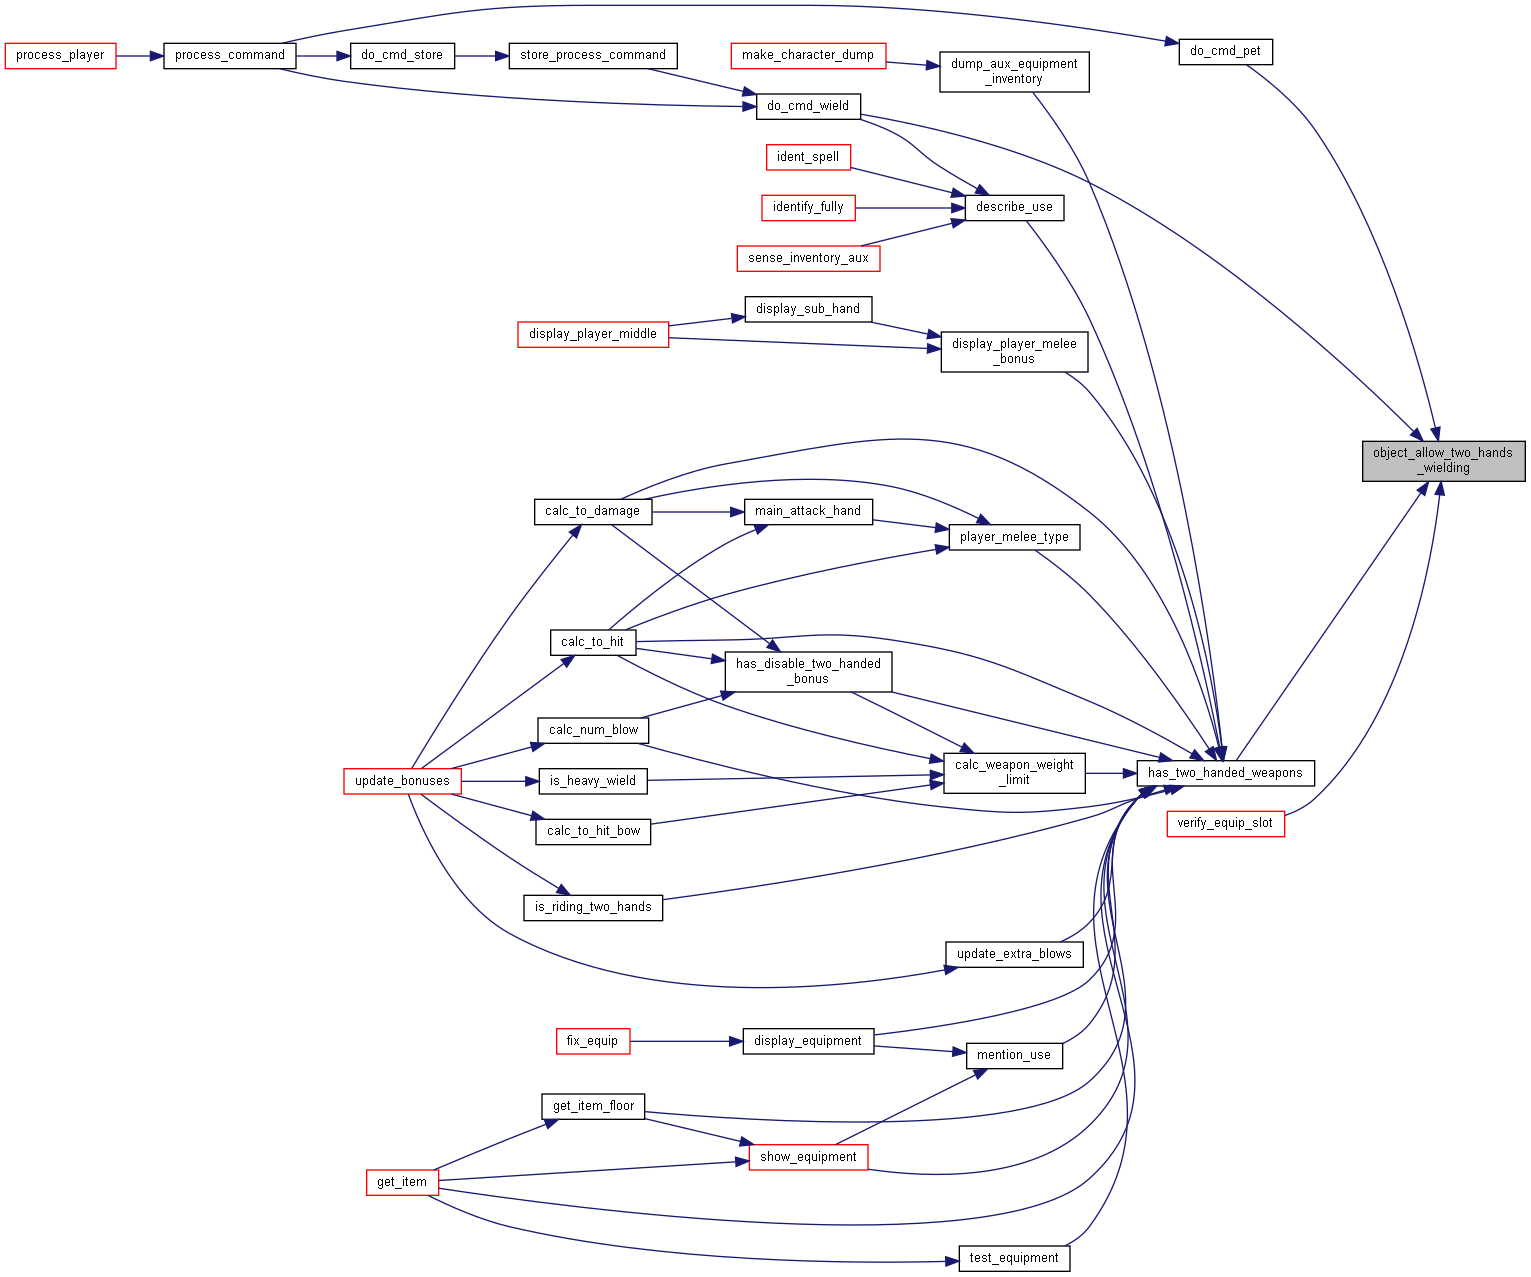 process_player
process_command
do_cmd_store
store_process_command
make_character_dump
dump_aux_equipment
_inventory
do_cmd_pet
do_cmd_wield
ident_spell
identify_fully
describe_use
sense_inventory_aux
display_sub_hand
display_player_middle
display_player_melee
_bonus
object_allow_two_hands
_wielding
calc_to_damage
main_attack_hand
player_melee_type
calc_to_hit
has_disable_two_handed
_bonus
calc_num_blow
update_bonuses
is_heavy_wield
calc_weapon_weight
_limit
has_two_handed_weapons
calc_to_hit_bow
verify_equip_slot
is_riding_two_hands
update_extra_blows
fix_equip
display_equipment
mention_use
get_item_floor
show_equipment
get_item
test_equipment